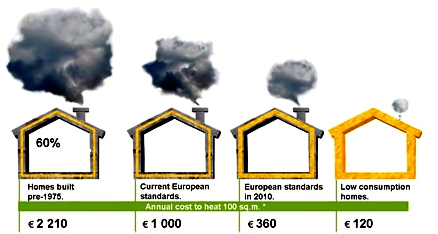 60%
Homes built
pre-1975.
Current European
standards.
European standards
in 2010.
Low consumption
homes.
Annual cost to heat 100 sq.m. *
€ 2 210
€ 1 000
€ 360
€ 120